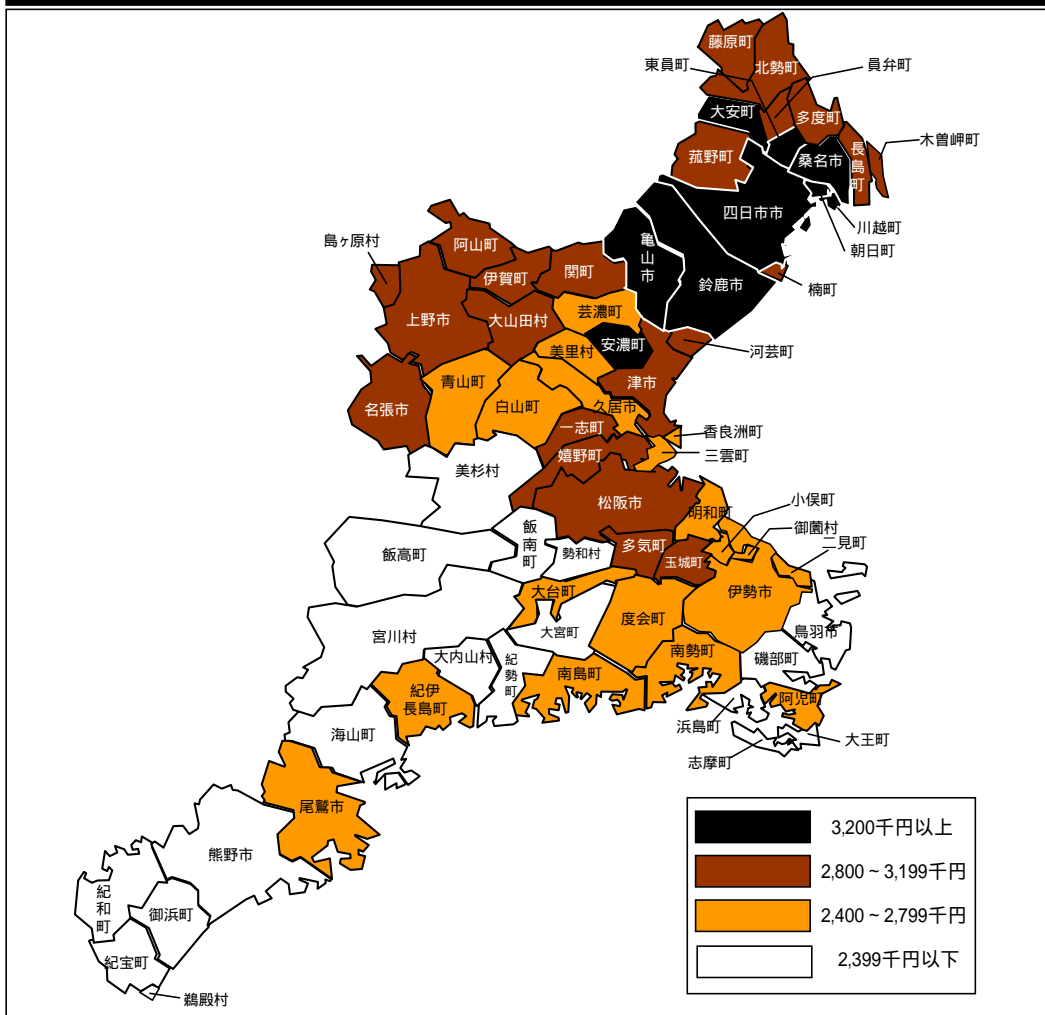 藤原町
東員町
北勢町
員弁町
大安町
多度町
木曽岬町
菰野町
桑名市
長島町
四日市市
川越町
朝日町
島ヶ原村
阿山町
亀山市
伊賀町
関町
鈴鹿市
楠町
上野市
大山田村
芸濃町
安濃町
美里村
河芸町
津市
青山町
名張市
白山町
久居市
一志町
香良洲町
嬉野町
三雲町
美杉村
松阪市
小俣町
明和町
御薗村
飯南町
二見町
飯高町
勢和村
多気町
玉城町
伊勢市
大台町
度会町
宮川村
大宮町
鳥羽市
大内山村
紀勢町
南勢町
磯部町
南島町
紀伊
長島町
阿児町
浜島町
海山町
大王町
志摩町
尾鷲市
熊野市
紀和町
御浜町
紀宝町
鵜殿村
3,200千円以上
2,800~3,199千円
2,400~2,799千円
2,399千円以下